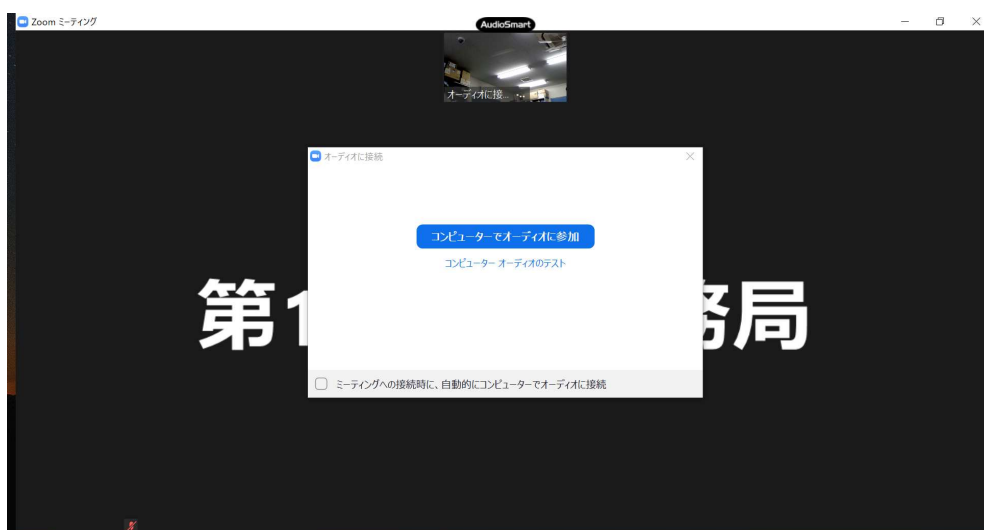 Zoom ミーティング
AudioSmart
オーディオに接...
オーディオに接続
コンピューターでオーディオに参加
コンピューター オーディオのテスト
第1
務局
ミーティングへの接続時に、自動的にコンピューターでオーディオに接続